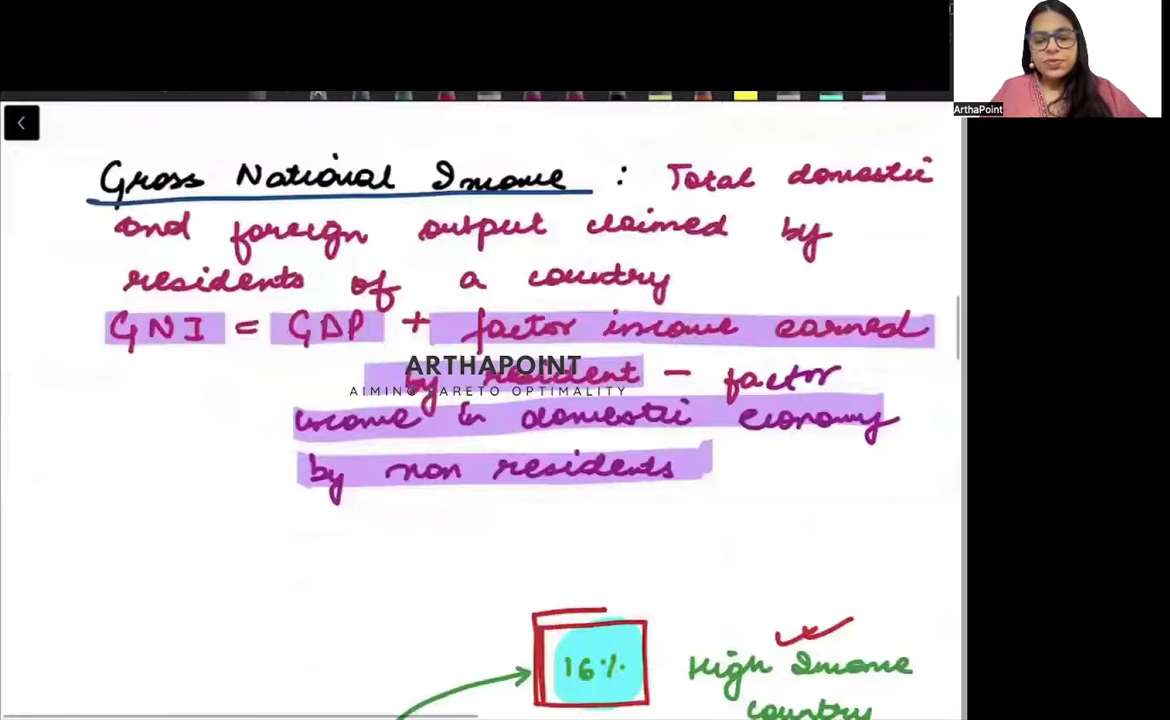 ArthaPoint
Gross National Income : Total domestic
and foreign output claimed by
residents of a country
GNI = GDP + factor income earned
ARTHAPOINT
by resident - factor
AIMING PARETO OPTIMALITY
income in domestic economy
by non residents
16%
High Income
country